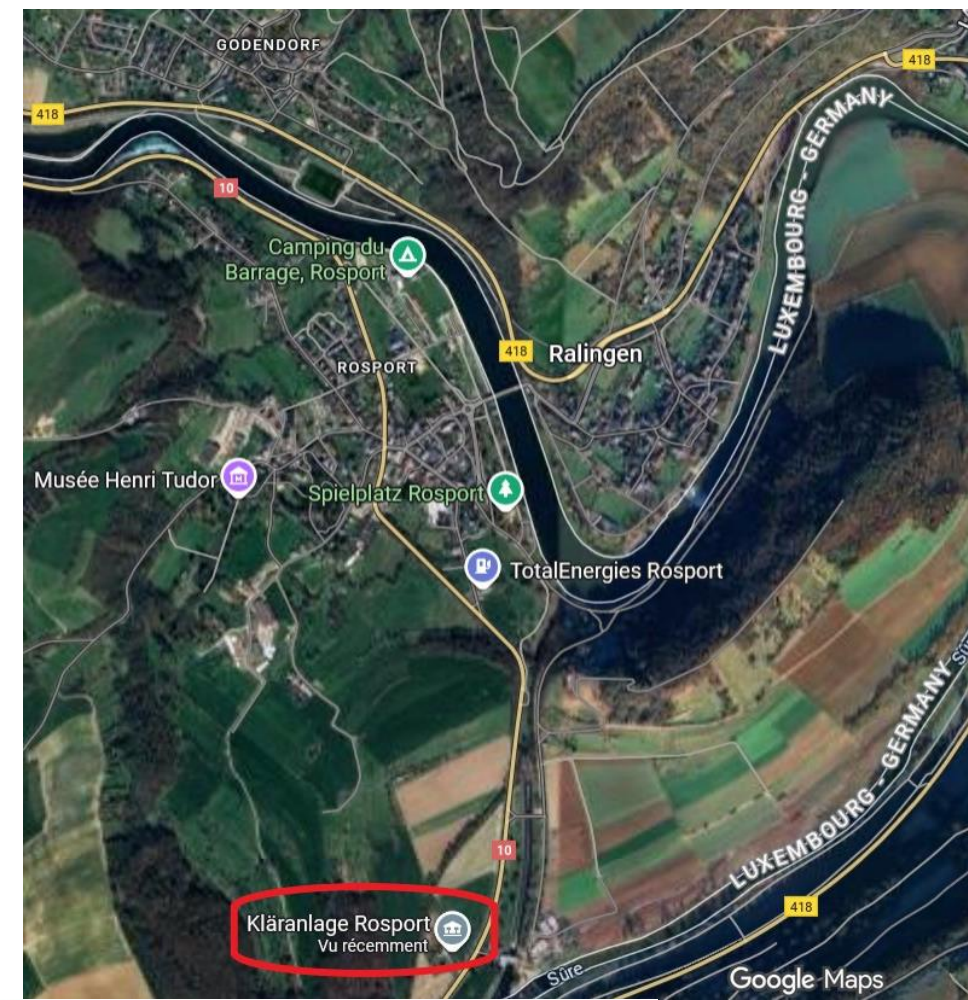 GODENDORF
418
418
LUXEMBOURG - GERMANY
10
Camping du
Barrage, Rosport
418
Ralingen
ROSPORT
Musée Henri Tudor
Spielplatz Rosport
TotalEnergies Rosport
LUXEMBOURG - GERMANY
10
418
Kläranlage Rosport
Vu récemment
Sûre
Google Maps